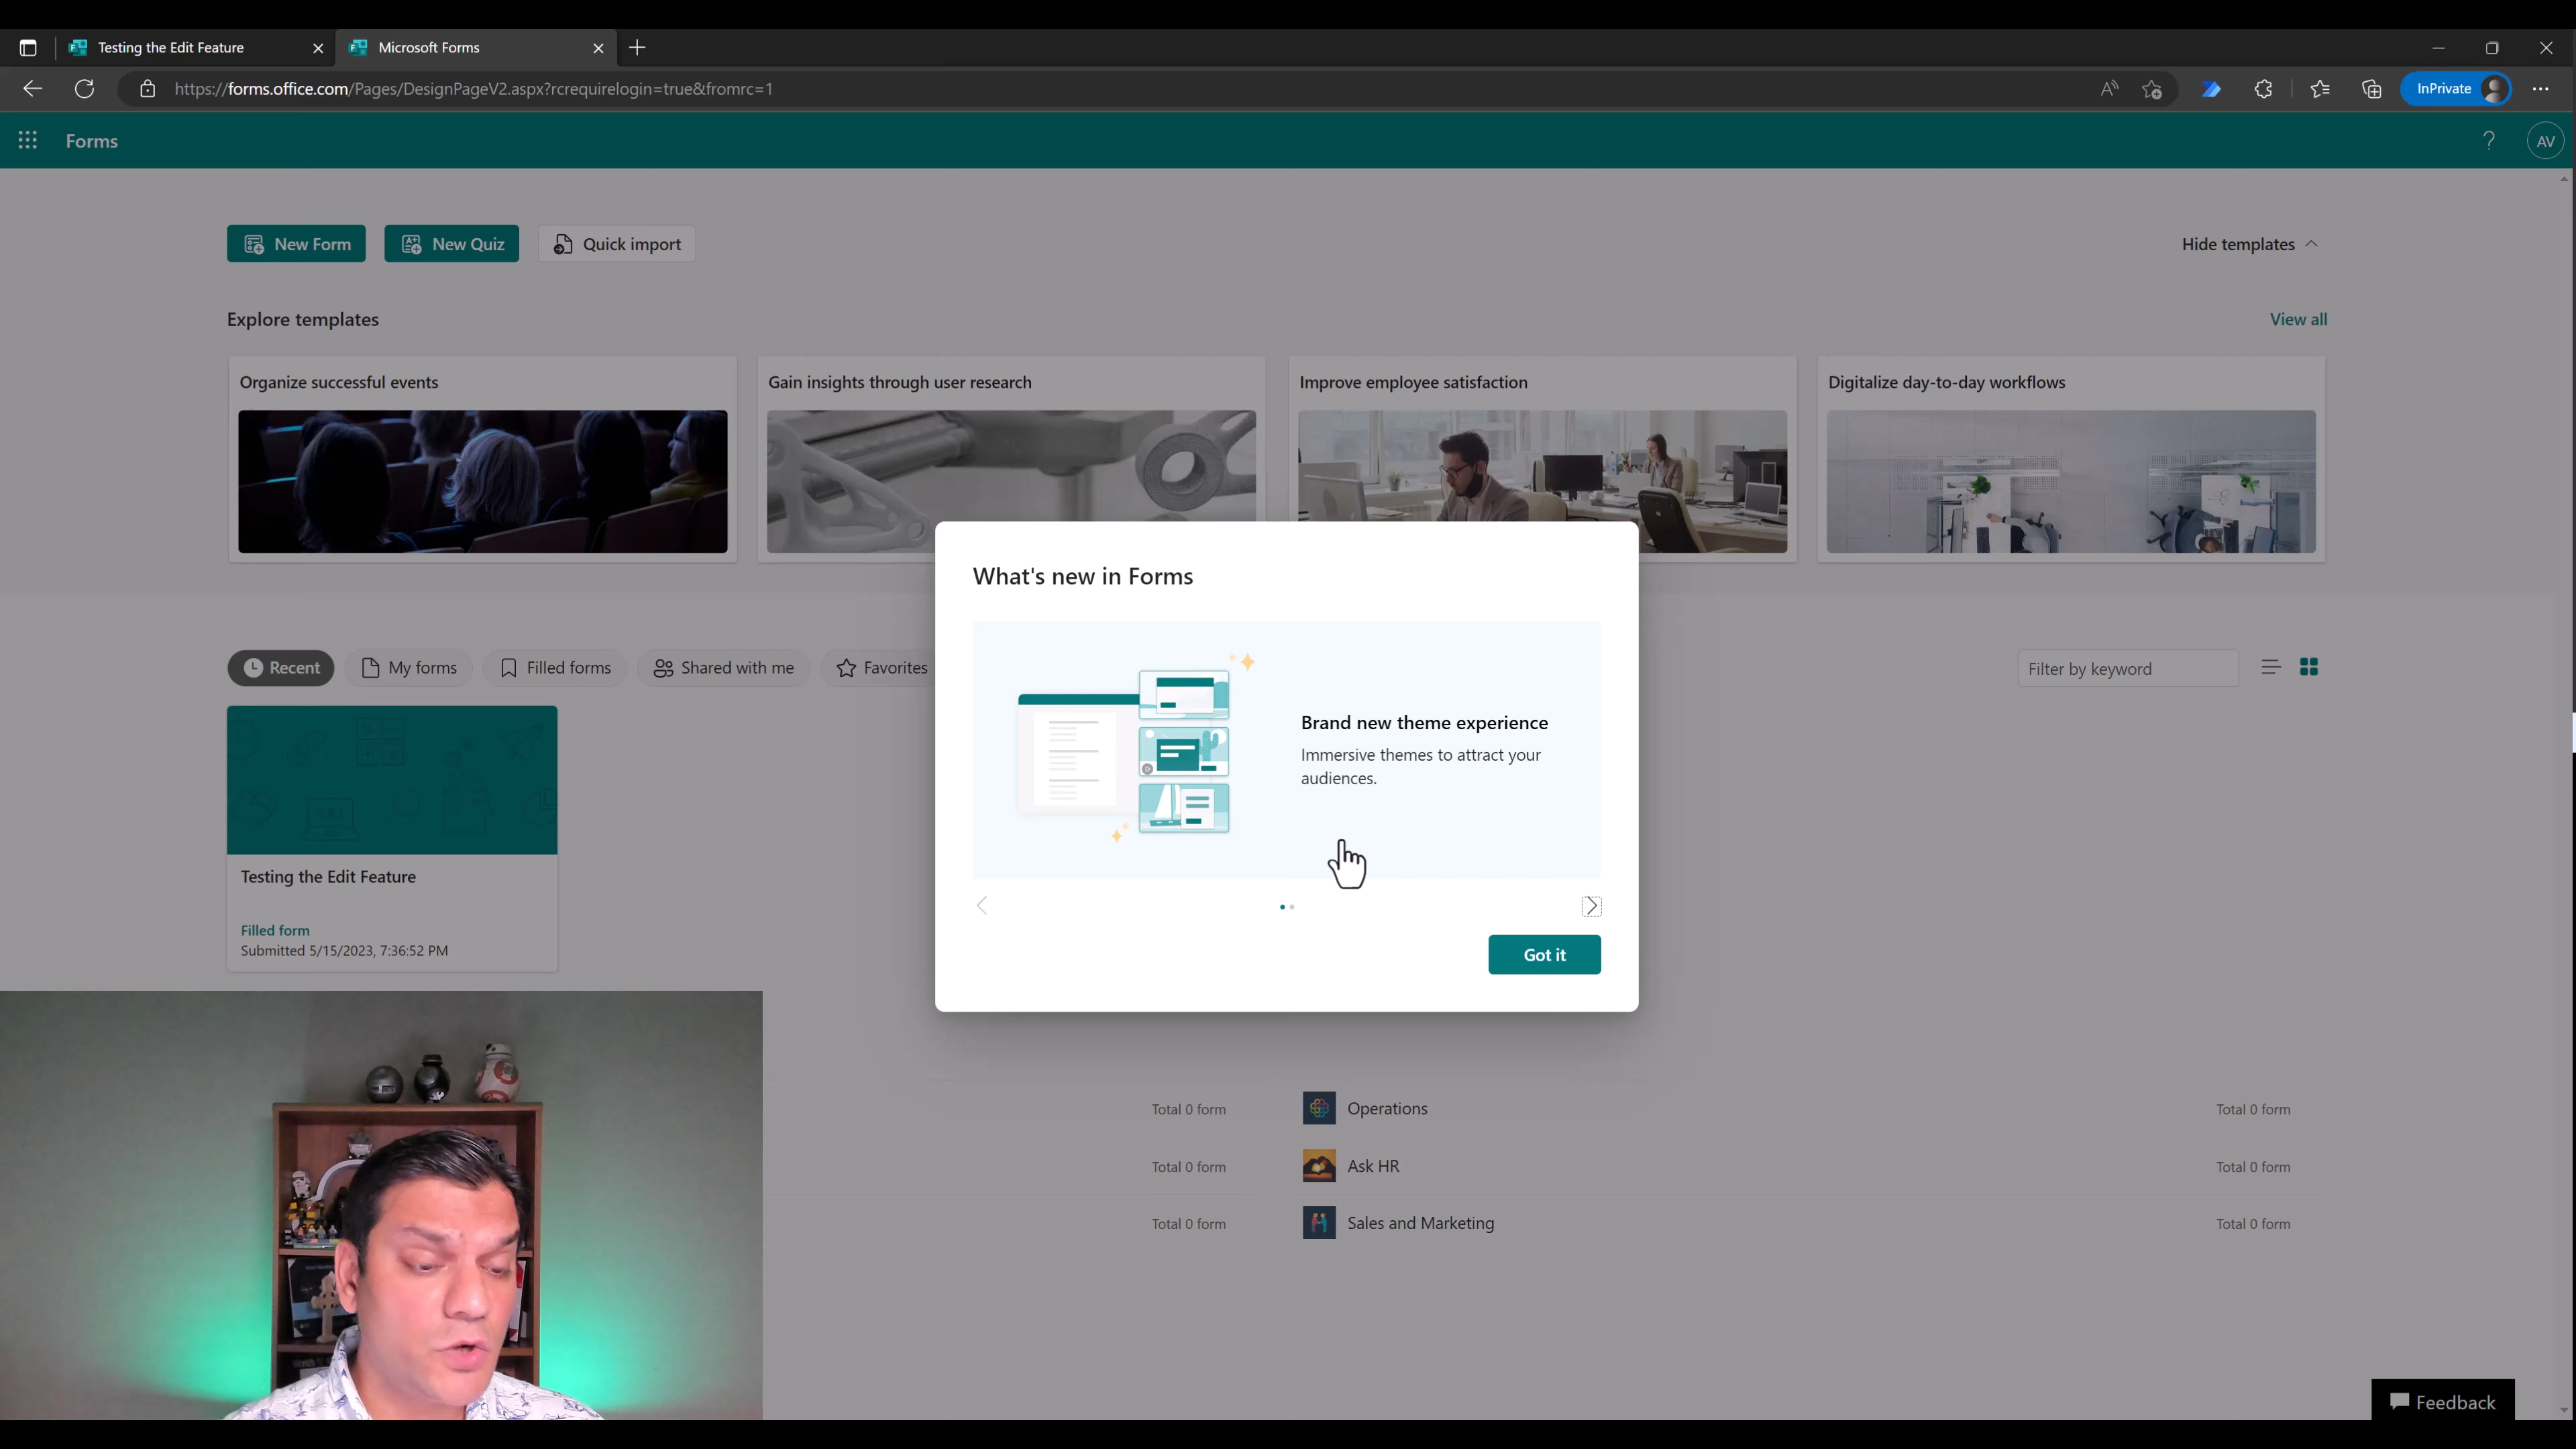 Testing the Edit Feature
Microsoft Forms
https://forms.office.com/Pages/DesignPageV2.aspx?rcrequirelogin=true&fromrc=1
InPrivate
Forms
AV
New Form
New Quiz
Quick import
Hide templates
Explore templates
View all
Organize successful events
Gain insights through user research
Improve employee satisfaction
Digitalize day-to-day workflows
What's new in Forms
Recent
My forms
Filled forms
Shared with me
Favorites
Filter by keyword
Brand new theme experience
Immersive themes to attract your
audiences.
Testing the Edit Feature
Filled form
Submitted 5/15/2023, 7:36:52 PM
Got it
Total 0 form
Operations
Total 0 form
Total 0 form
Ask HR
Total 0 form
Total 0 form
Sales and Marketing
Total 0 form
Feedback